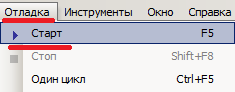 Отладка Инструменты Окно Справка
Старт F5
Стоп Shift+F8
Один цикл Ctrl+F5